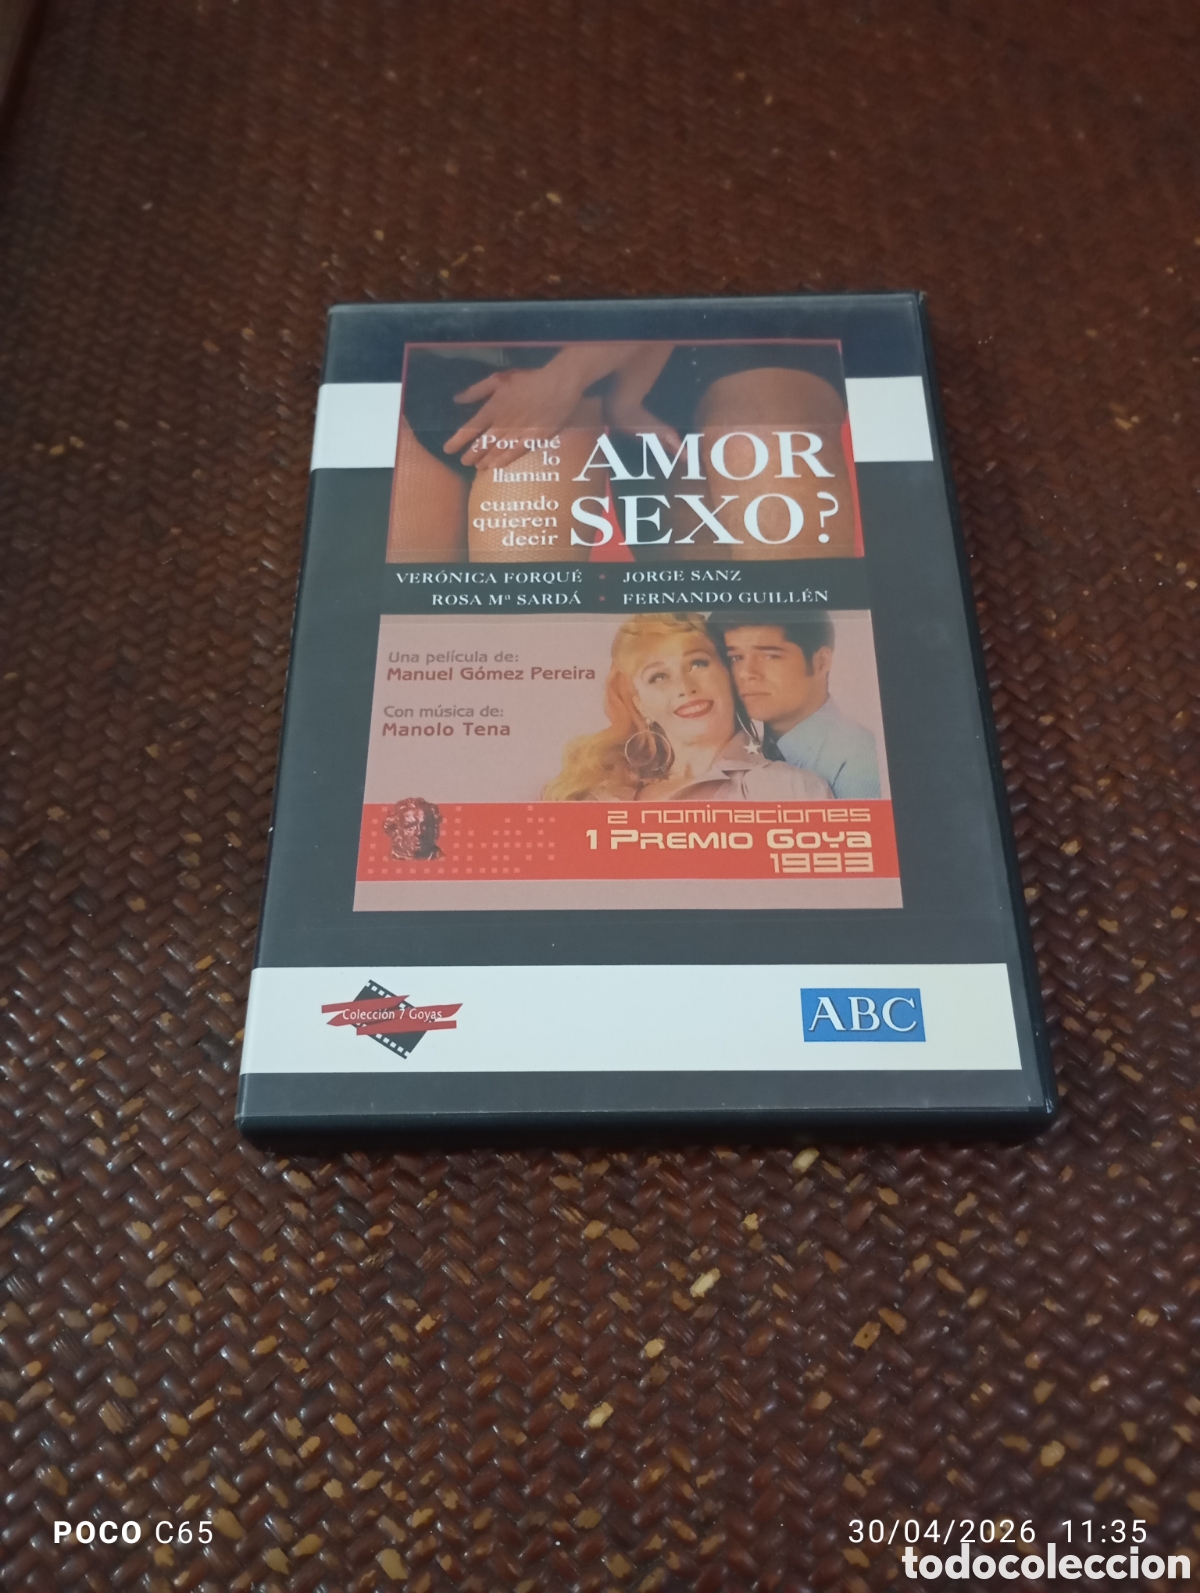 ¿Por qué
lo
llaman
AMOR
cuando
quieren
decir
SEXO?
VERÓNICA FORQUÉ • JORGE SANZ
ROSA Mª SARDÁ • FERNANDO GUILLÉN
Una película de:
Manuel Gómez Pereira
Con música de:
Manolo Tena
2 nominaciones
1 Premio Goya
1993
Colección 7 Goyas
ABC
POCO C65
30/04/2026 11:35
todocoleccion